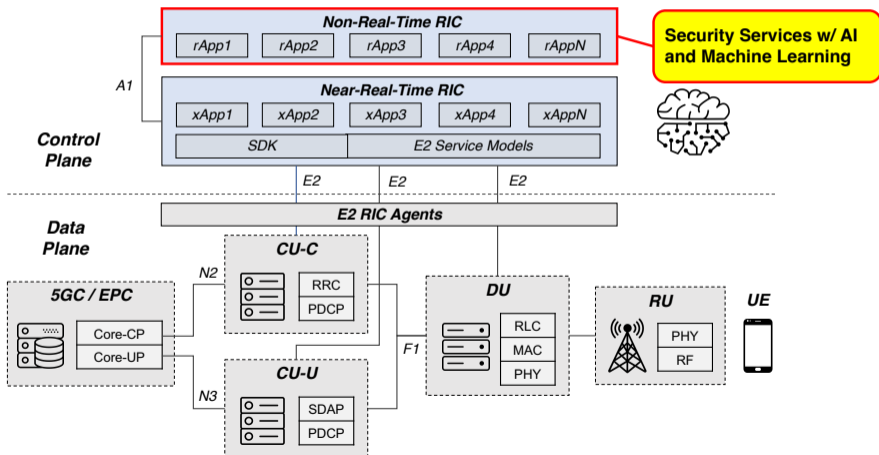 Non-Real-Time RIC
rApp1 rApp2 rApp3 rApp4 rAppN
Security Services w/ AI
and Machine Learning
A1
Near-Real-Time RIC
xApp1 xApp2 xApp3 xApp4 xAppN
SDK E2 Service Models
Control
Plane
E2 E2 E2
Data
Plane
E2 RIC Agents
CU-C
N2
RRC
PDCP
5GC / EPC
Core-CP
Core-UP
N3
CU-U
SDAP
PDCP
F1
DU
RLC
MAC
PHY
RU
PHY
RF
UE